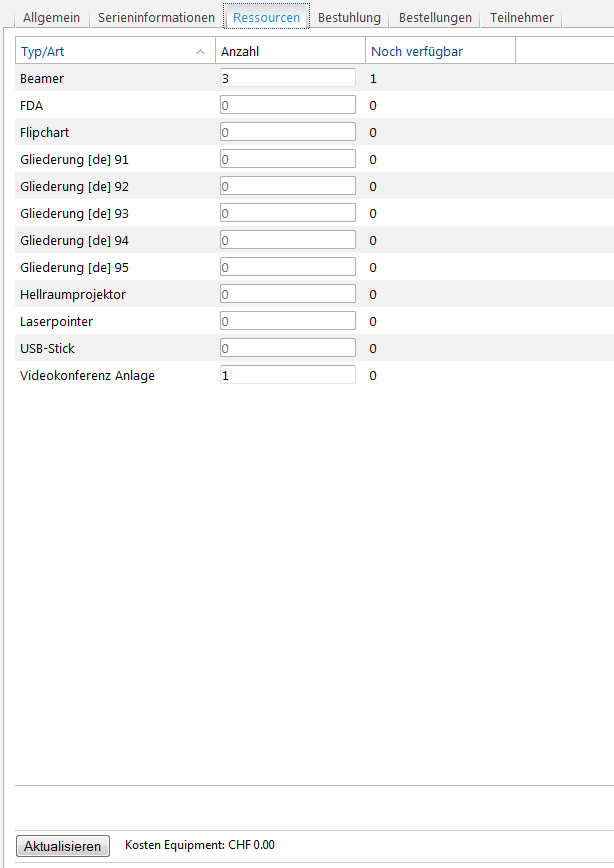 Allgemein Serieninformationen Ressourcen Bestuhlung Bestellungen Teilnehmer
Typ/Art Anzahl Noch verfügbar
Beamer 3 1
FDA 0 0
Flipchart 0 0
Gliederung [de] 91 0 0
Gliederung [de] 92 0 0
Gliederung [de] 93 0 0
Gliederung [de] 94 0 0
Gliederung [de] 95 0 0
Hellraumprojektor 0 0
Laserpointer 0 0
USB-Stick 0 0
Videokonferenz Anlage 1 0
Aktualisieren Kosten Equipment: CHF 0.00